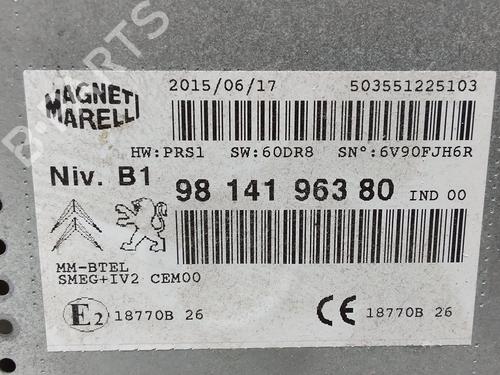 B-PARTS
MAGNETI MARELLI
2015/06/17 503551225103
HW:PRS1 SW:60DR8 SN°:6V90FJH6R
Niv. B1 98 141 963 80 IND 00
MM-BTEL
SMEG+IV2 CEM00
E2 18770B 26 CE 18770B 26